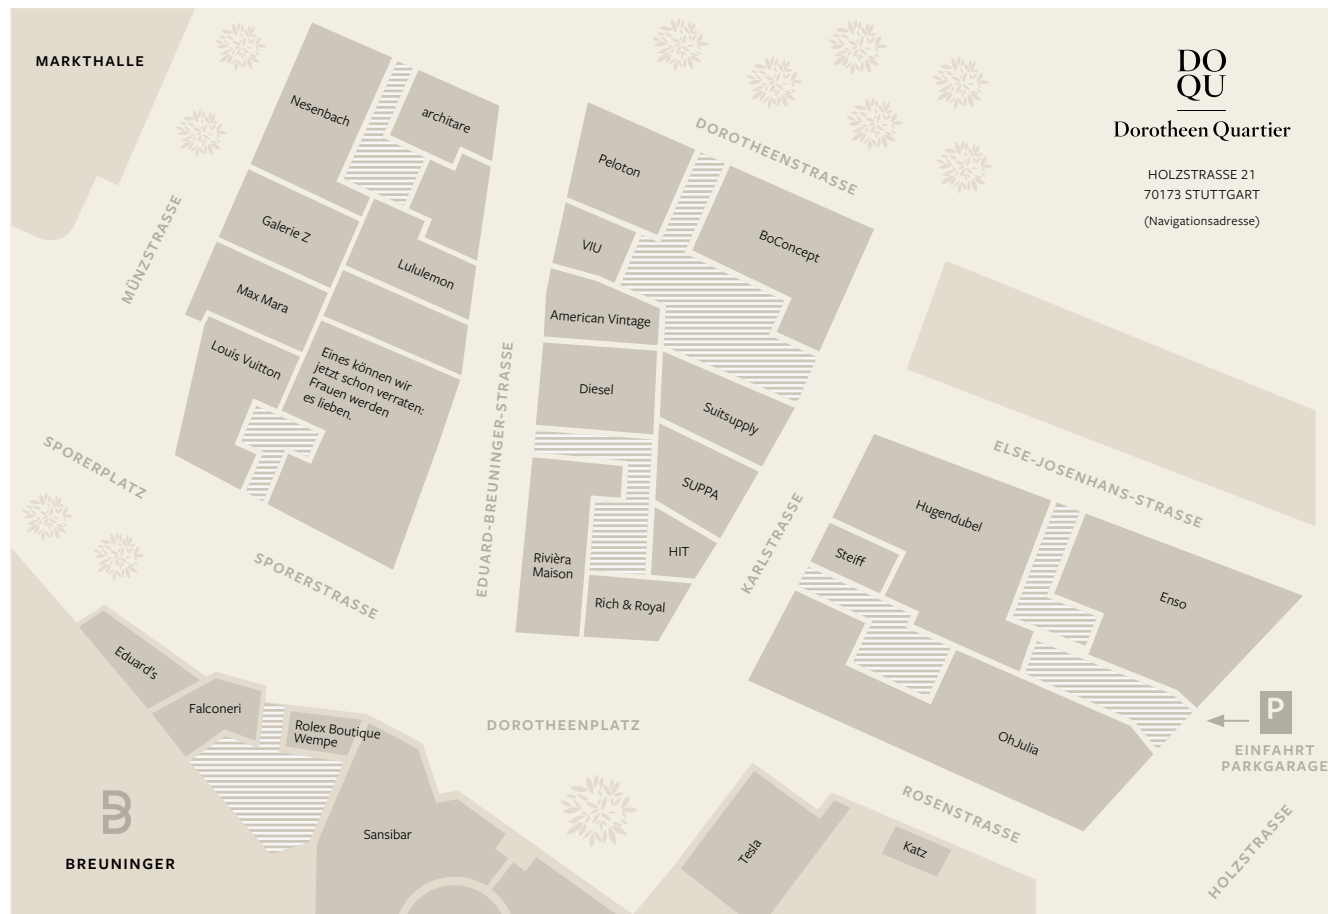 MARKTHALLE
DO
QU
Dorotheen Quartier
HOLZSTRASSE 21
70173 STUTTGART
(Navigationsadresse)
Nesenbach
architare
DOROTHEENSTRASSE
Peloton
MÜNZSTRASSE
Galerie Z
VIU
BoConcept
Lululemon
Max Mara
American Vintage
Louis Vuitton
Eines können wir
jetzt schon verraten:
Frauen werden
es lieben.
Diesel
Suitsupply
EDUARD-BREUNINGER-STRASSE
SPORERPLATZ
SUPPA
ELSE-JOSENHANS-STRASSE
Hugendubel
KARLSTRASSE
HIT
Steiff
SPORERSTRASSE
Rivièra
Maison
Rich & Royal
Enso
Eduard's
Falconeri
Rolex Boutique
Wempe
DOROTHEENPLATZ
OhJulia
P
EINFAHRT
PARKGARAGE
B
Sansibar
ROSENSTRASSE
Tesla
Katz
HOLZSTRASSE
BREUNINGER